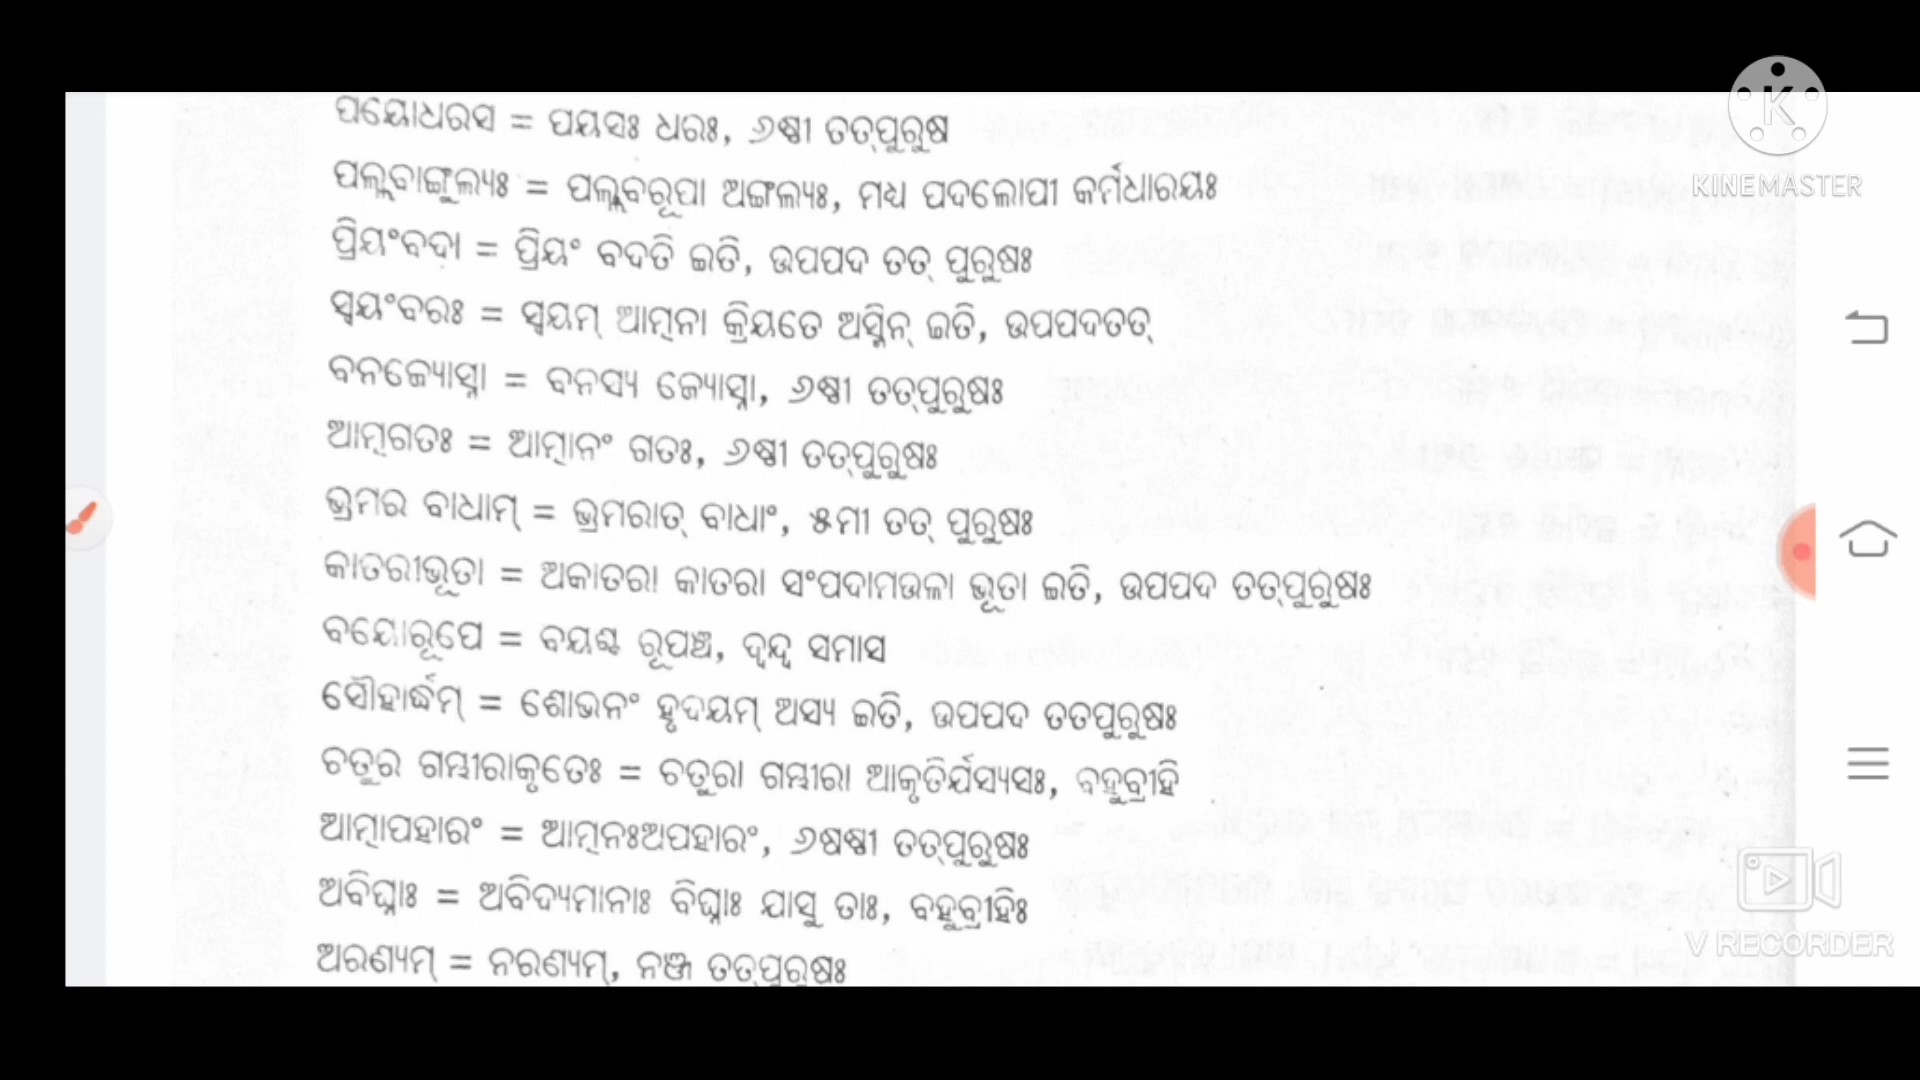 ପୟୋଧରସ = ପୟସଃ ଧରଃ, ୬ଷ୍ଠୀ ତତ୍‌ପୁରୁଷ
KINEMASTER
ପଲ୍ଲବାଙ୍ଗୁଲ୍ୟଃ = ପଲ୍ଲବରୂପା ଅଙ୍ଗଲ୍ୟଃ, ମଧ୍ୟ ପଦଲୋପୀ କର୍ମଧାରୟଃ
ପ୍ରିୟଂବଦା = ପ୍ରିୟଂ ବଦତି ଇତି, ଉପପଦ ତତ୍ ପୁରୁଷଃ
ସ୍ୱୟଂବରଃ = ସ୍ୱୟମ୍ ଆତ୍ମନା କ୍ରିୟତେ ଅସ୍ମିନ୍ ଇତି, ଉପପଦତତ୍
ବନଜ୍ୟୋସ୍ନା = ବନସ୍ୟ ଜ୍ୟୋସ୍ନା, ୬ଷ୍ଠୀ ତତ୍‌ପୁରୁଷଃ
ଆତ୍ମଗତଃ = ଆତ୍ମାନଂ ଗତଃ, ୬ଷ୍ଠୀ ତତ୍‌ପୁରୁଷଃ
ଭ୍ରମର ବାଧାମ୍ = ଭ୍ରମରାତ୍ ବାଧାଂ, ୫ମୀ ତତ୍ ପୁରୁଷଃ
କାତରୀଭୂତା = ଅକାତରା କାତରା ସଂପଦାମଉଳା ଭୂତା ଇତି, ଉପପଦ ତତ୍‌ପୁରୁଷଃ
ବୟୋରୂପେ = ବୟଶ୍ଚ ରୂପଞ୍ଚ, ଦ୍ୱନ୍ଦ୍ୱ ସମାସ
ସୌହାର୍ଦ୍ଧମ୍ = ଶୋଭନଂ ହୃଦୟମ୍ ଅସ୍ୟ ଇତି, ଉପପଦ ତତପୁରୁଷଃ
ଚତୁର ଗମ୍ଭୀରାକୃତେଃ = ଚତୁରା ଗମ୍ଭୀରା ଆକୃତିର୍ଯସ୍ୟସଃ, ବହୁବ୍ରୀହି
ଆତ୍ମାପହାରଂ = ଆତ୍ମନଃଅପହାରଂ, ୬ଷଷ୍ଠୀ ତତ୍‌ପୁରୁଷଃ
ଅବିଘ୍ନାଃ = ଅବିଦ୍ୟମାନାଃ ବିଘ୍ନାଃ ଯାସୁ ତାଃ, ବହୁବ୍ରୀହିଃ
V RECORDER
ଅରଣ୍ୟମ୍ = ନରଣ୍ୟମ୍, ନଞ୍ଜ ତତ୍‌ପୁରୁଷଃ